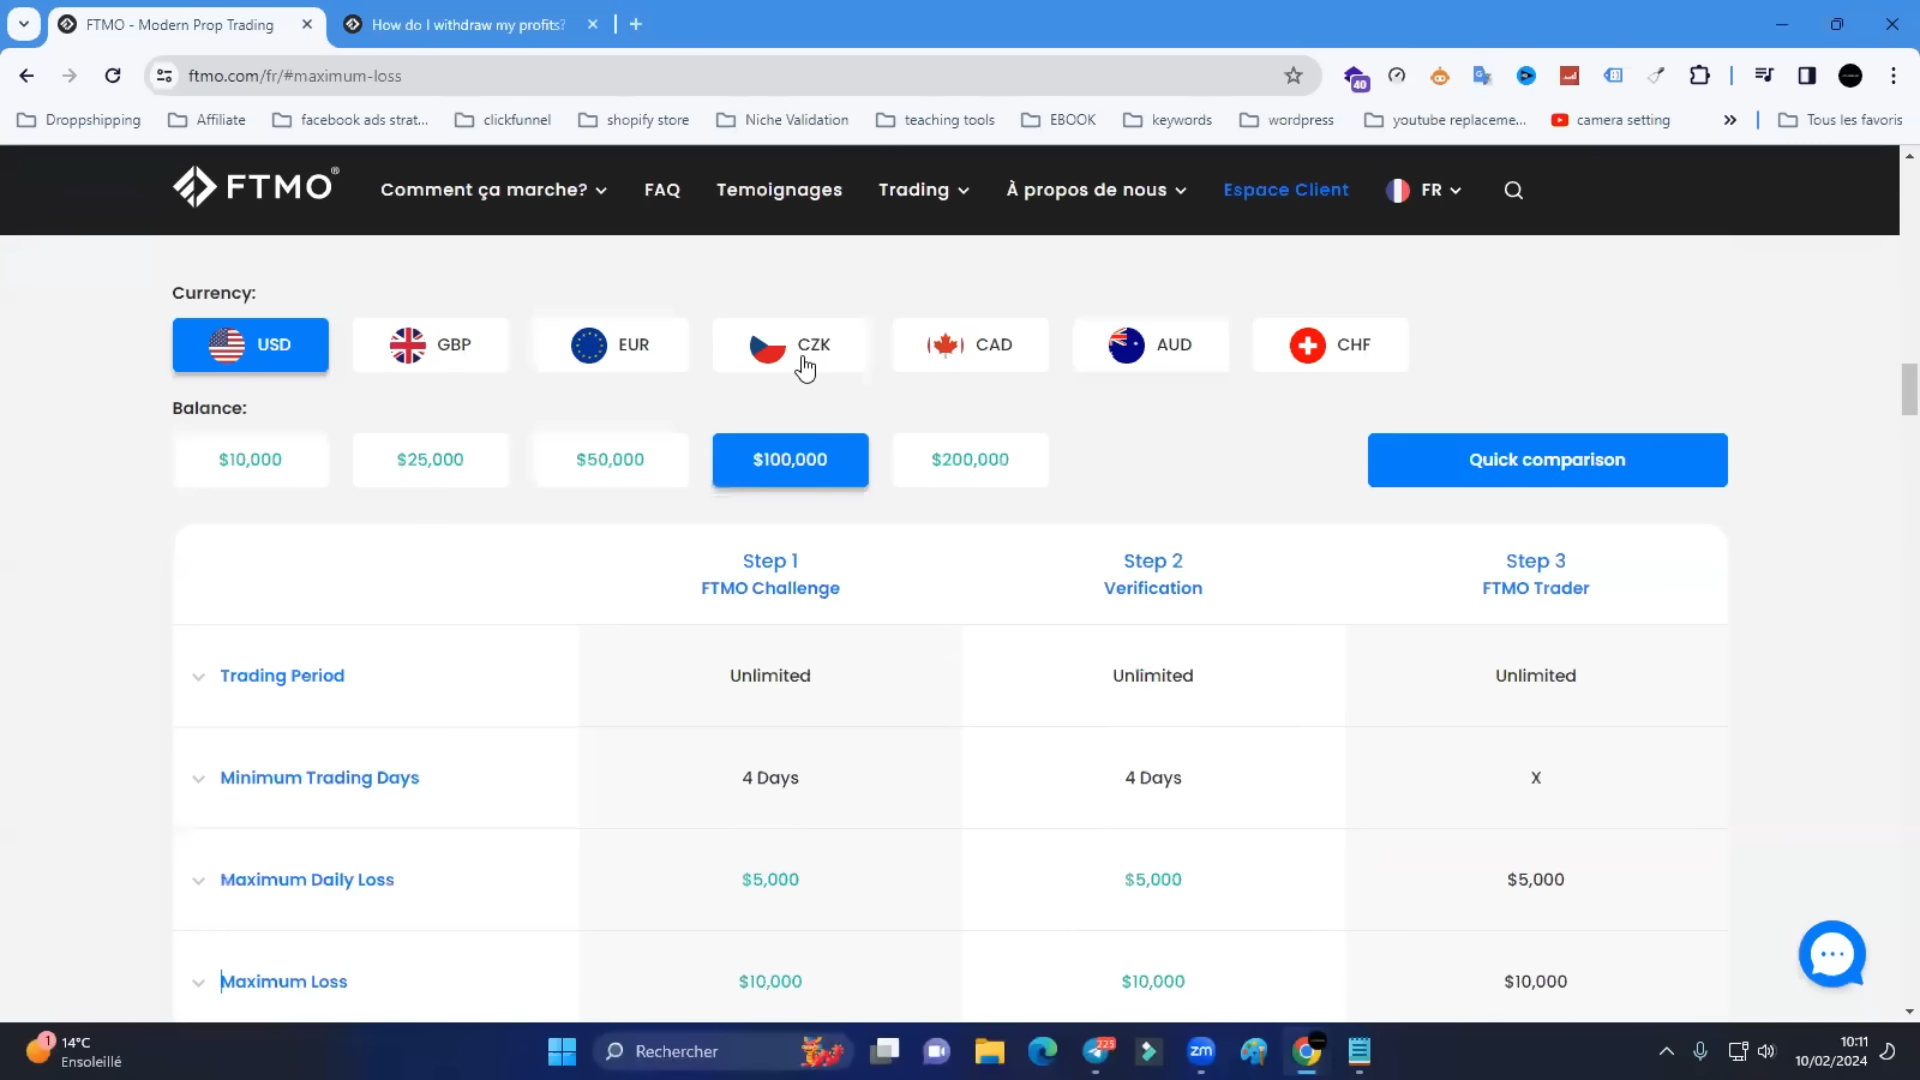 FTMO - Modern Prop Trading
How do I withdraw my profits?
ftmo.com/fr/#maximum-loss
40
Droppshipping
Affiliate
facebook ads strat...
clickfunnel
shopify store
Niche Validation
teaching tools
EBOOK
keywords
wordpress
youtube replaceme...
camera setting
Tous les favoris
FTMO®
Comment ça marche?
FAQ
Temoignages
Trading
À propos de nous
Espace Client
FR
Currency:
USD
GBP
EUR
CZK
CAD
AUD
CHF
Balance:
$10,000
$25,000
$50,000
$100,000
$200,000
Quick comparison
Step 1
FTMO Challenge
Step 2
Verification
Step 3
FTMO Trader
Trading Period
Unlimited
Unlimited
Unlimited
Minimum Trading Days
4 Days
4 Days
X
Maximum Daily Loss
$5,000
$5,000
$5,000
Maximum Loss
$10,000
$10,000
$10,000
1
14°C
Ensoleillé
Rechercher
225
zm
10:11
10/02/2024